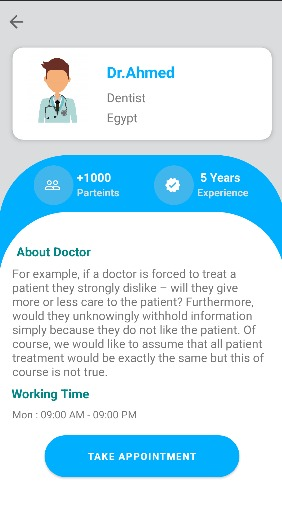 Dr.Ahmed
Dentist
Egypt
+1000
Parteints
5 Years
Experience
About Doctor
For example, if a doctor is forced to treat a
patient they strongly dislike – will they give
more or less care to the patient? Furthermore,
would they unknowingly withhold information
simply because they do not like the patient. Of
course, we would like to assume that all patient
treatment would be exactly the same but this of
course is not true.
Working Time
Mon : 09:00 AM - 09:00 PM
TAKE APPOINTMENT